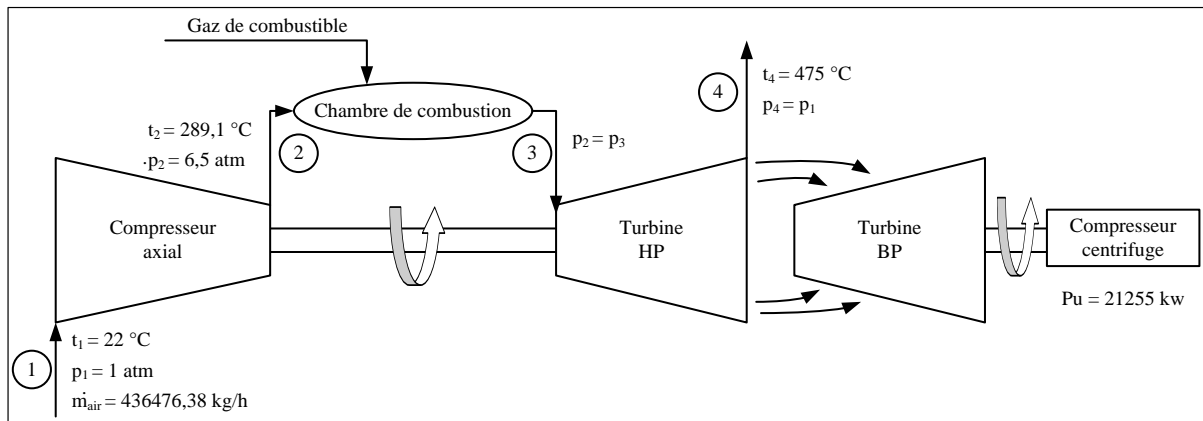 Gaz de combustible
Chambre de combustion
t₂ = 289,1 °C
.p₂ = 6,5 atm
2
3
p₂ = p₃
4
t₄ = 475 °C
p₄ = p₁
Compresseur
axial
Turbine
HP
Turbine
BP
Compresseur
centrifuge
Pu = 21255 kw
1
t₁ = 22 °C
p₁ = 1 atm
ṁair = 436476,38 kg/h